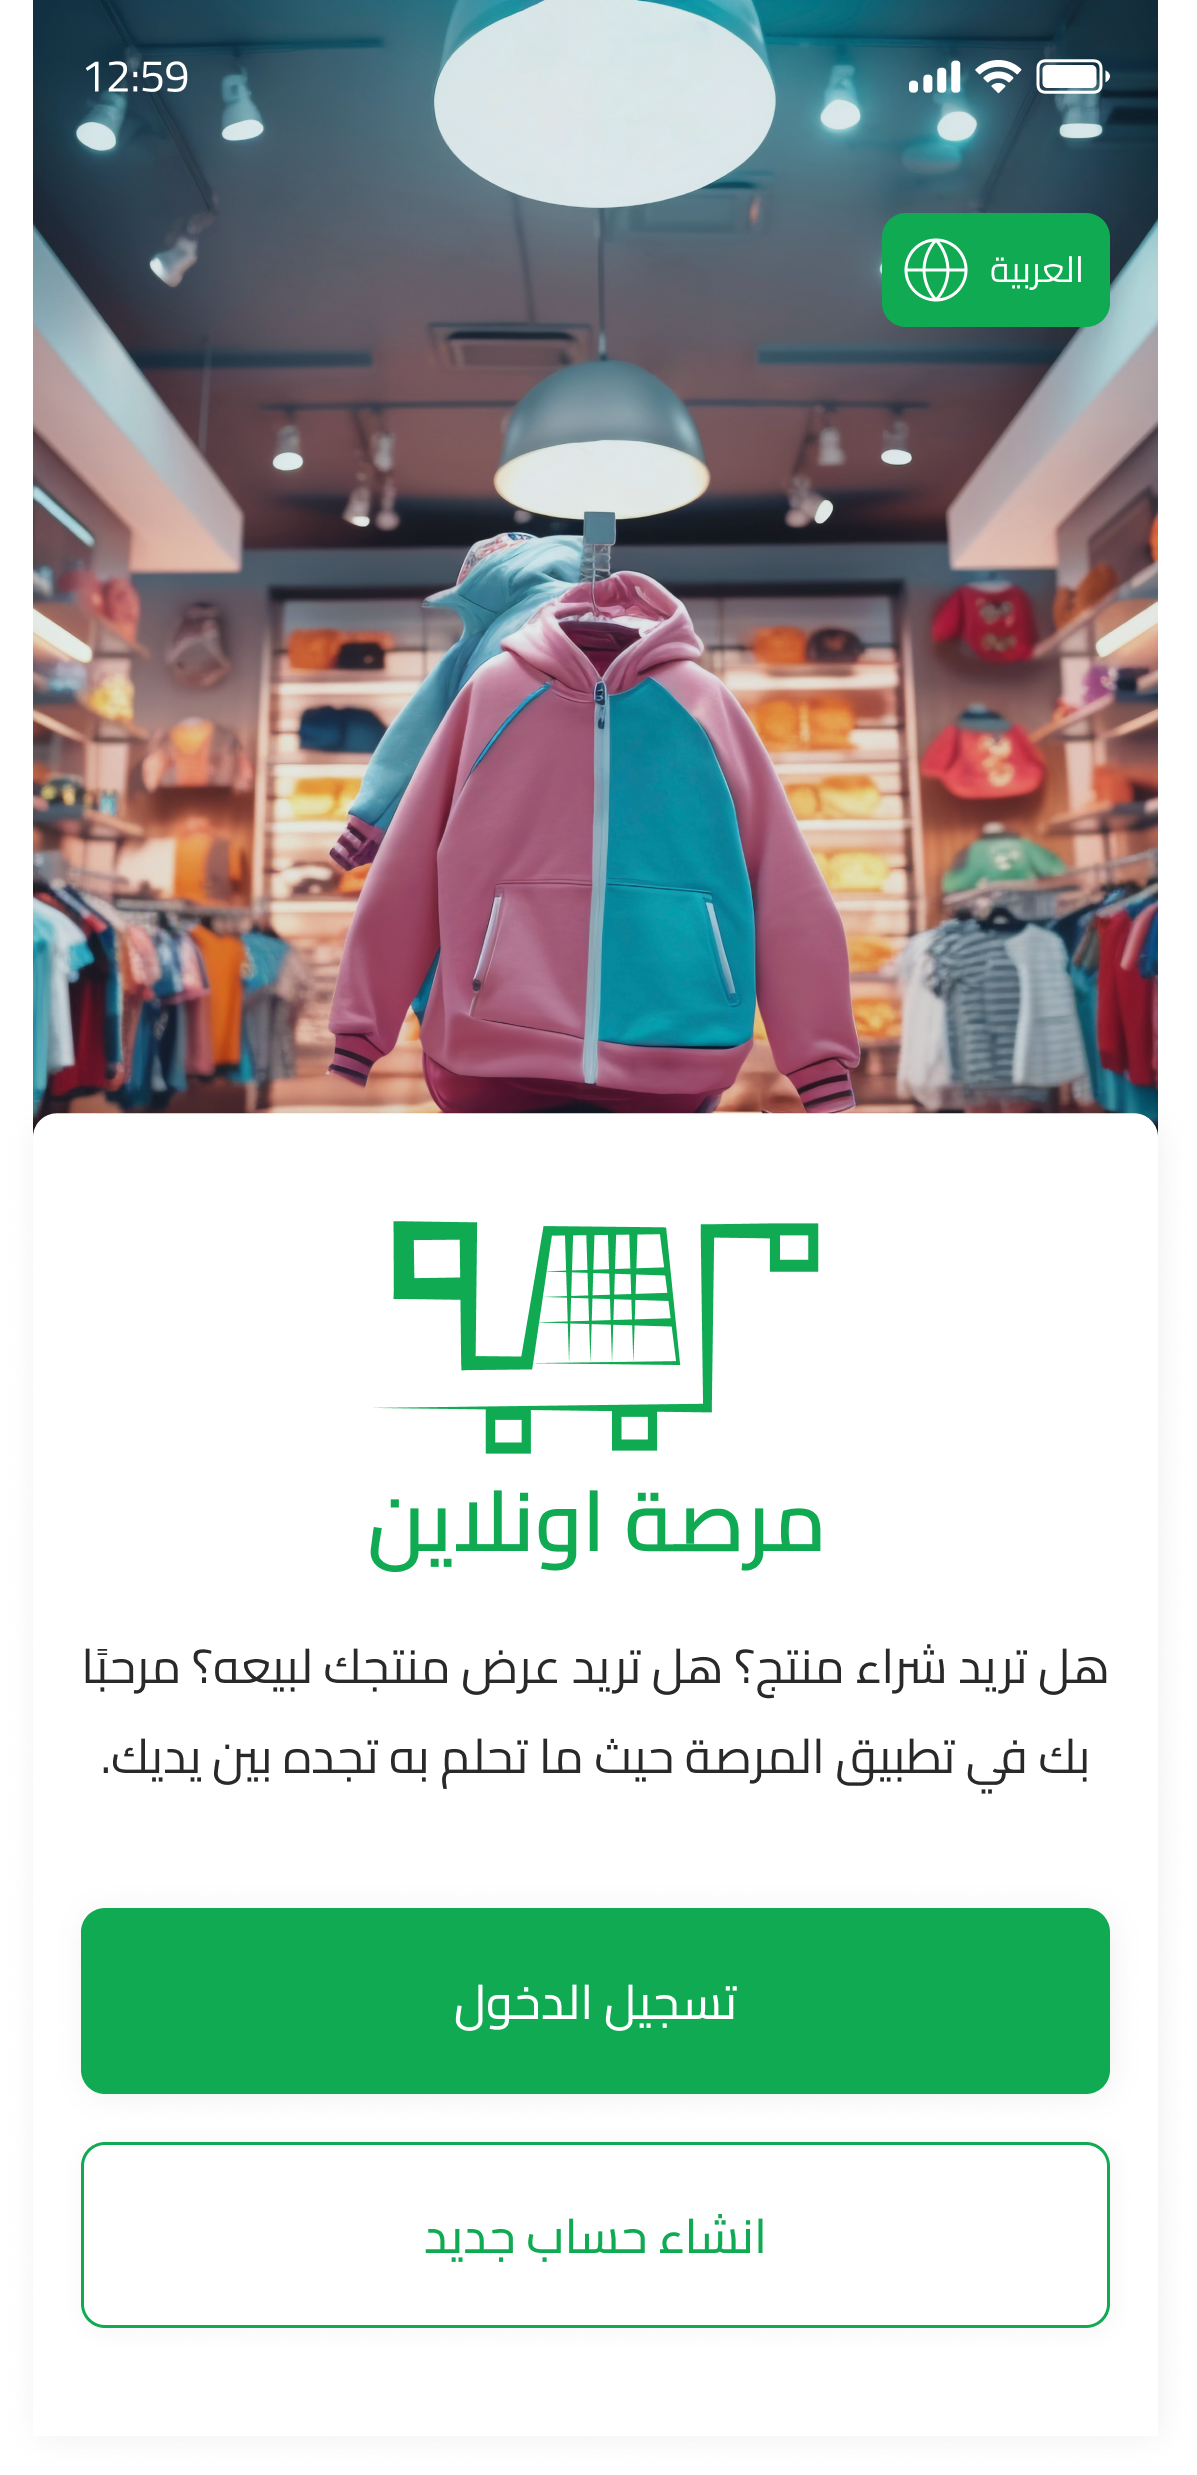 12:59
العربية
مرصة اونلاين
هل تريد شراء منتج؟ هل تريد عرض منتجك لبيعه؟ مرحبًا
بك في تطبيق المرصة حيث ما تحلم به تجده بين يديك.
تسجيل الدخول
انشاء حساب جديد